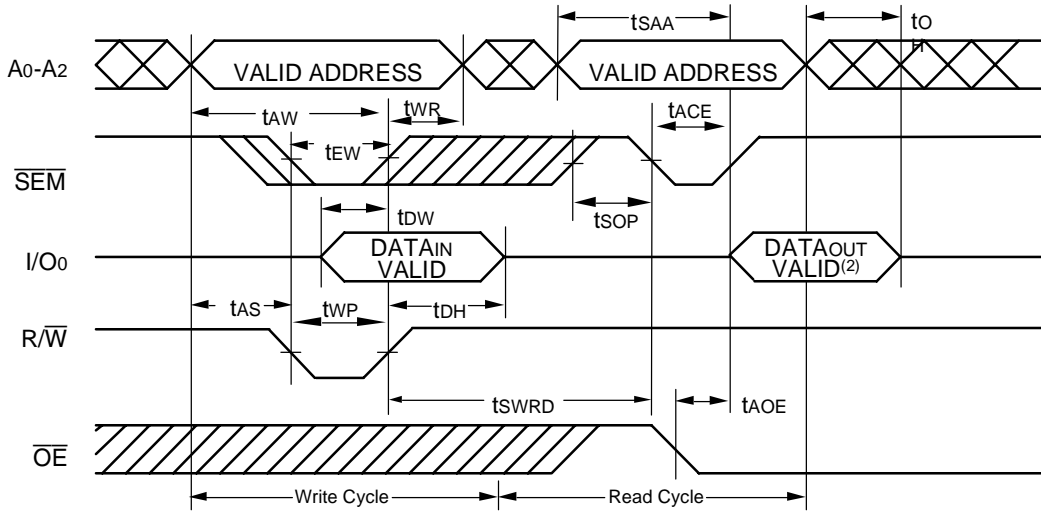 tSAA
tO
H
A0-A2
VALID ADDRESS
VALID ADDRESS
tAW
tWR
tACE
tEW
SEM
tDW
tSOP
I/O0
DATAIN
VALID
DATAOUT
VALID(2)
tAS
tWP
tDH
R/W
tSWRD
tAOE
OE
Write Cycle
Read Cycle